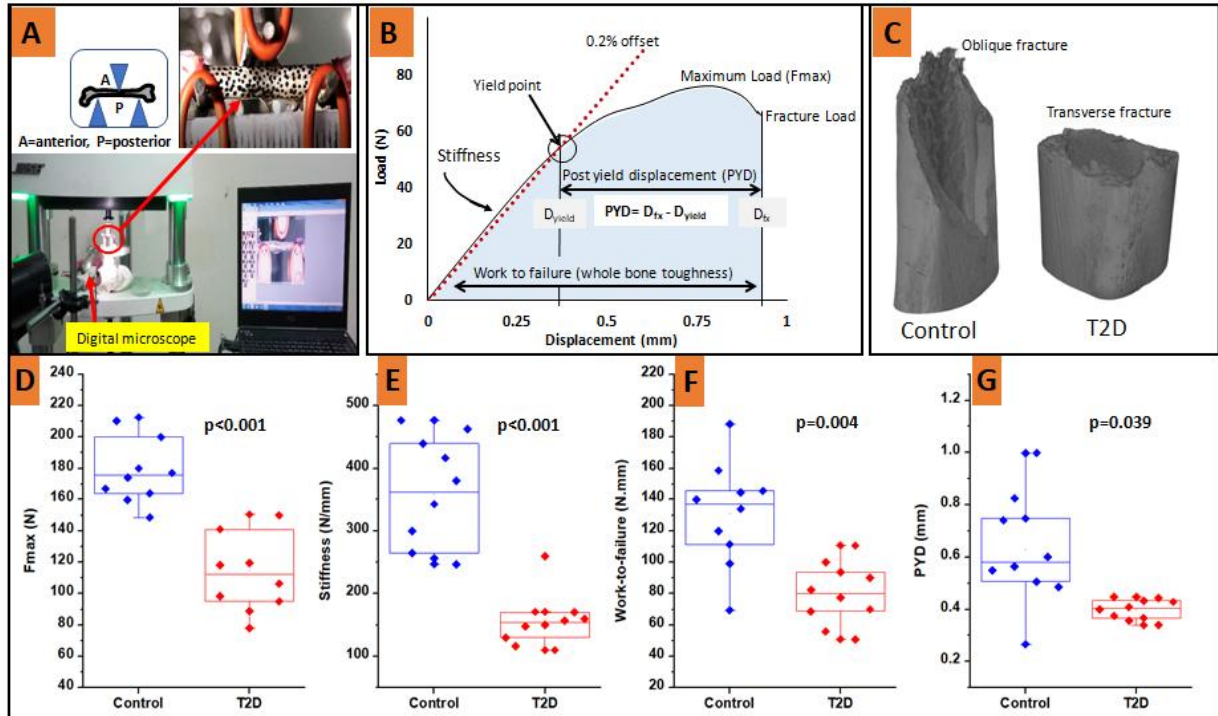 A
A
P
A=anterior, P=posterior
Digital microscope
B
0.2% offset
80
Yield point
Maximum Load (Fmax)
Fracture Load
60
Load (N)
Stiffness
40
Post yield displacement (PYD)
Dyield
PYD= Dfx - Dyield
Dfx
20
Work to failure (whole bone toughness)
0
0 0.25 0.5 0.75 1
Displacement (mm)
C
Oblique fracture
Transverse fracture
Control
T2D
D
240
220
200
180
160
140
120
100
80
60
40
Fmax (N)
p<0.001
Control T2D
E
500
400
300
200
100
Stiffness (N/mm)
p<0.001
Control T2D
F
220
200
180
160
140
120
100
80
60
40
20
Work-to-failure (N.mm)
p=0.004
Control T2D
G
1.2
1.0
0.8
0.6
0.4
0.2
PYD (mm)
p=0.039
Control T2D